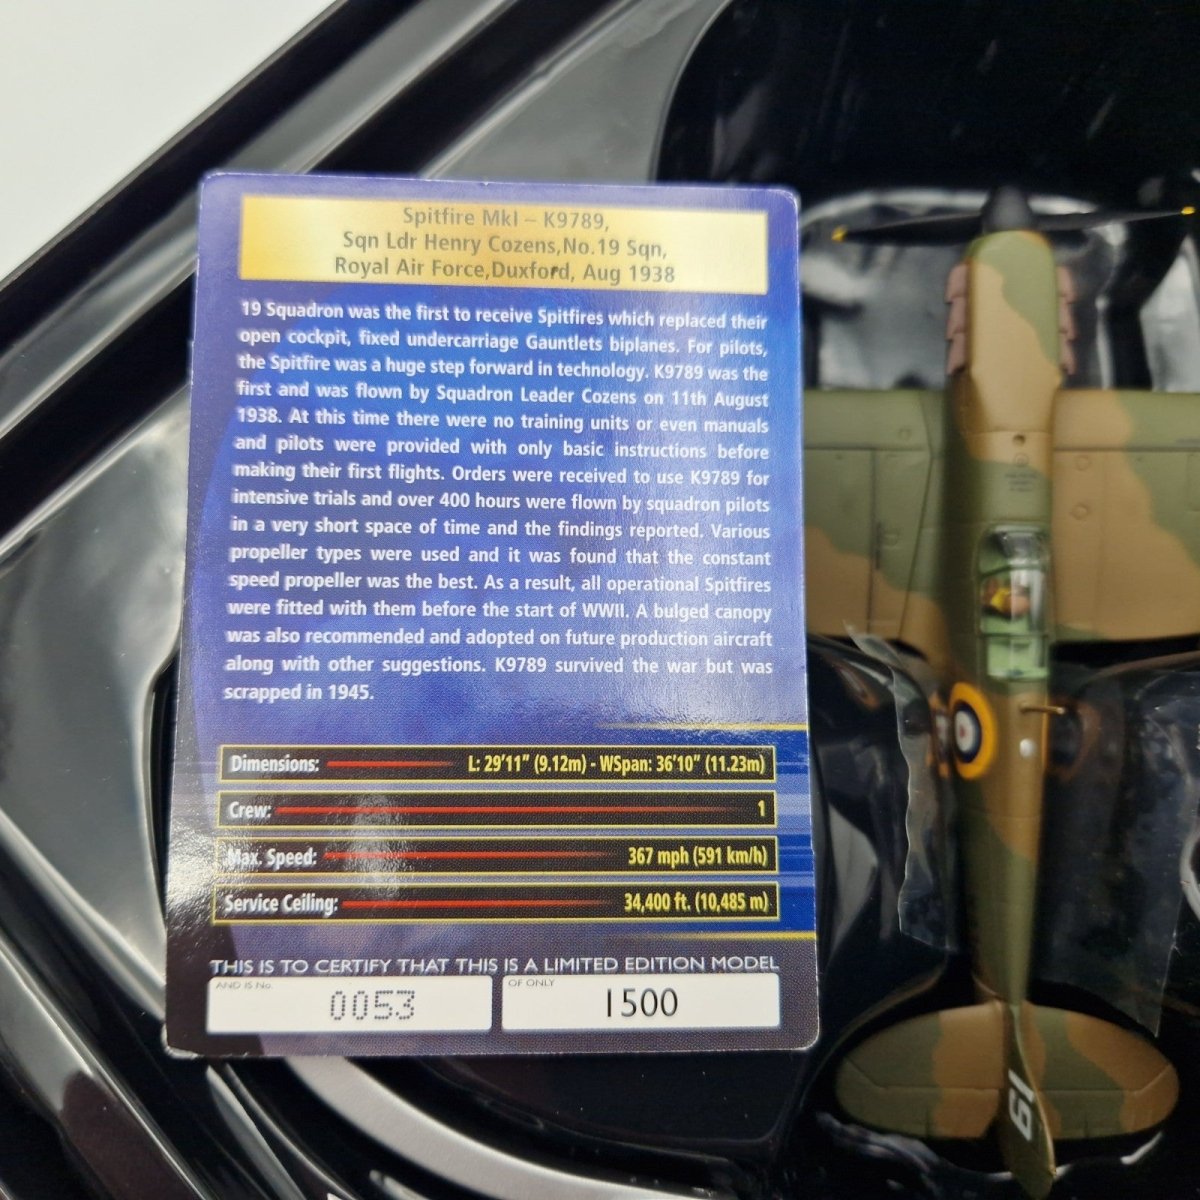 Spitfire MkI – K9789,
Sqn Ldr Henry Cozens,No.19 Sqn,
Royal Air Force,Duxford, Aug 1938
19 Squadron was the first to receive Spitfires which replaced their
open cockpit, fixed undercarriage Gauntlets biplanes. For pilots,
the Spitfire was a huge step forward in technology. K9789 was the
first and was flown by Squadron Leader Cozens on 11th August
1938. At this time there were no training units or even manuals
and pilots were provided with only basic instructions before
making their first flights. Orders were received to use K9789 for
intensive trials and over 400 hours were flown by squadron pilots
in a very short space of time and the findings reported. Various
propeller types were used and it was found that the constant
speed propeller was the best. As a result, all operational Spitfires
were fitted with them before the start of WWII. A bulged canopy
was also recommended and adopted on future production aircraft
along with other suggestions. K9789 survived the war but was
scrapped in 1945.
Dimensions: L: 29'11" (9.12m) - WSpan: 36'10" (11.23m)
Crew: 1
Max. Speed: 367 mph (591 km/h)
Service Ceiling: 34,400 ft. (10,485 m)
THIS IS TO CERTIFY THAT THIS IS A LIMITED EDITION MODEL
AND IS No. 0053 OF ONLY 1500
19